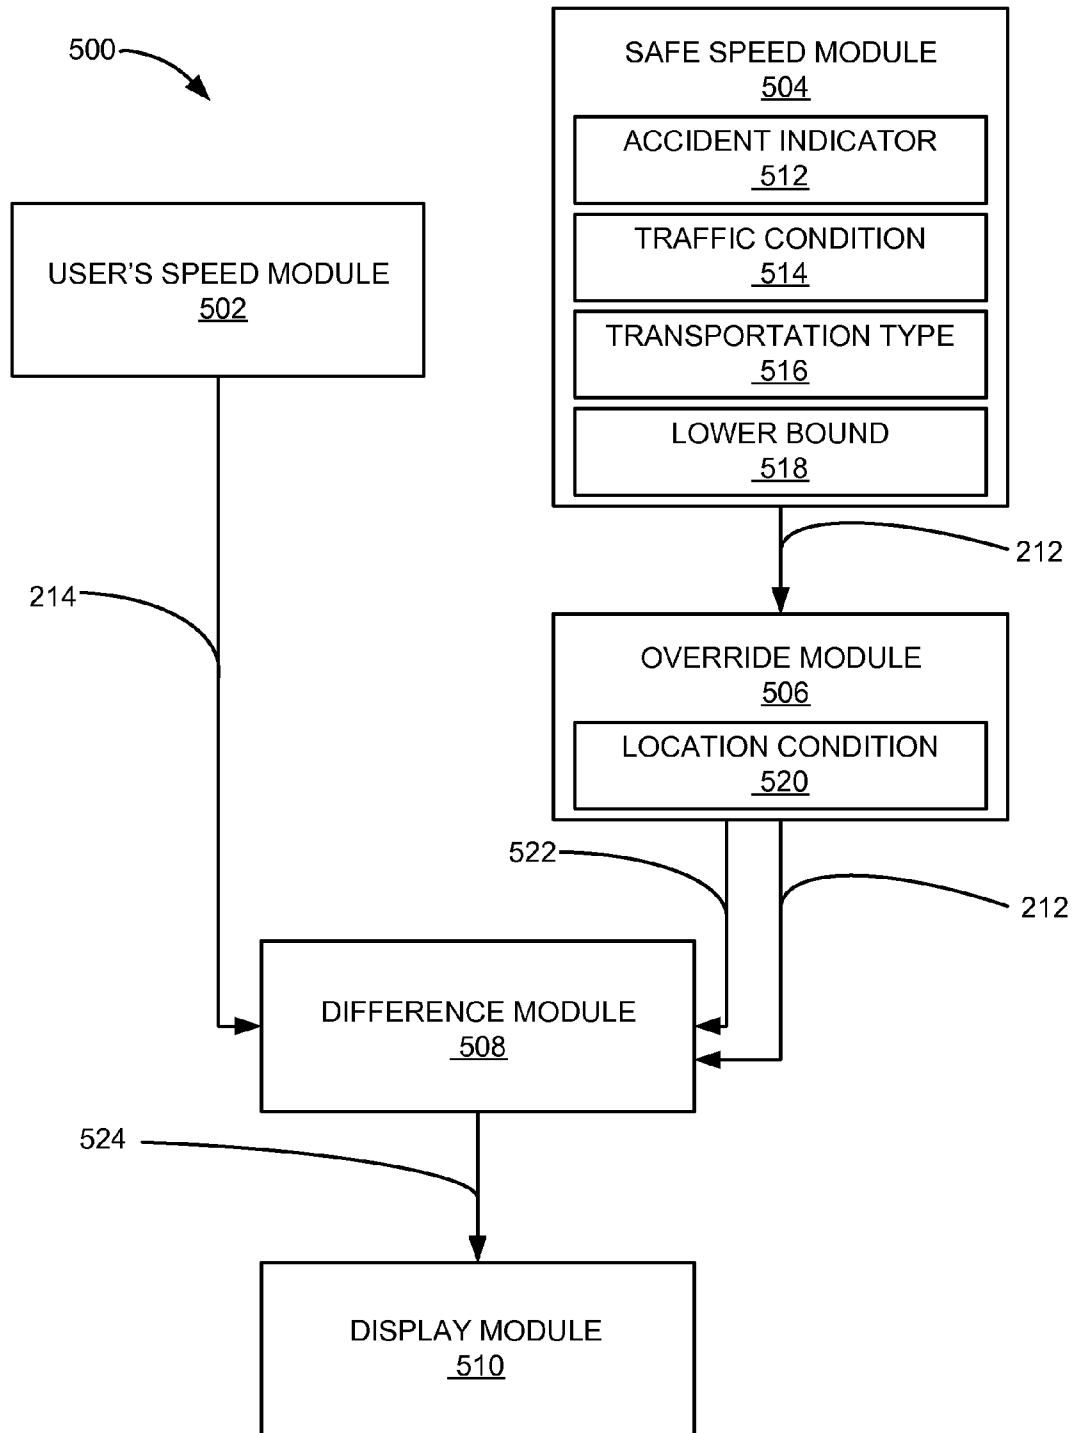 500
SAFE SPEED MODULE
504
ACCIDENT INDICATOR
512
TRAFFIC CONDITION
514
TRANSPORTATION TYPE
516
LOWER BOUND
518
USER'S SPEED MODULE
502
212
214
OVERRIDE MODULE
506
LOCATION CONDITION
520
522
212
DIFFERENCE MODULE
508
524
DISPLAY MODULE
510